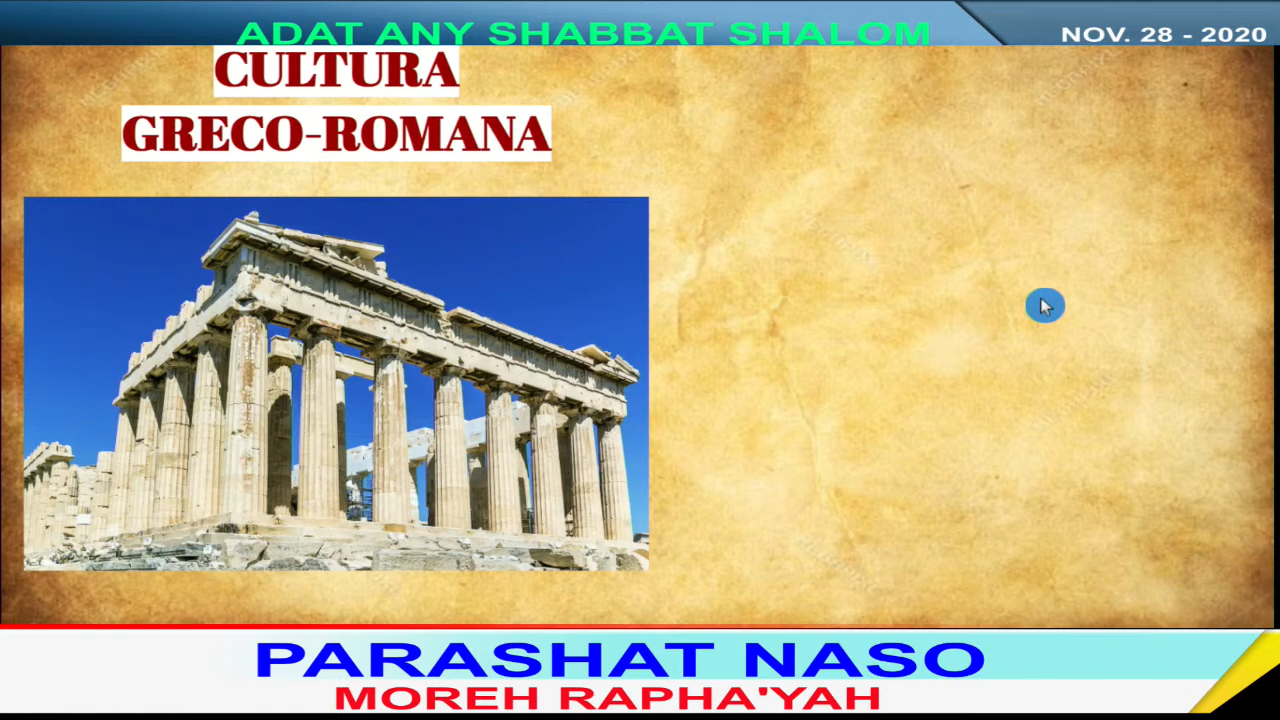 ADAT ANY SHABBAT SHALOM
NOV. 28 - 2020
CULTURA
GRECO-ROMANA
PARASHAT NASO
MOREH RAPHA'YAH